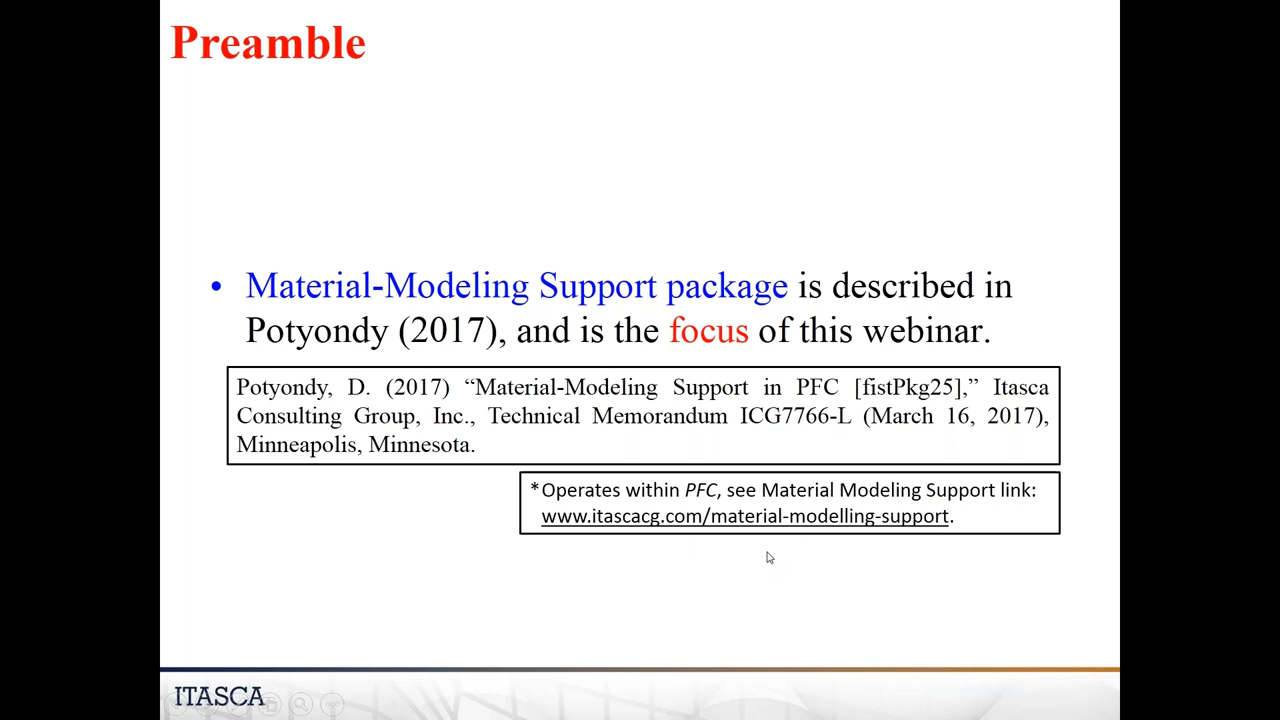 Preamble
• Material-Modeling Support package is described in
Potyondy (2017), and is the focus of this webinar.
Potyondy, D. (2017) “Material-Modeling Support in PFC [fistPkg25],” Itasca
Consulting Group, Inc., Technical Memorandum ICG7766-L (March 16, 2017),
Minneapolis, Minnesota.
*Operates within PFC, see Material Modeling Support link:
www.itascacg.com/material-modelling-support.
ITASCA